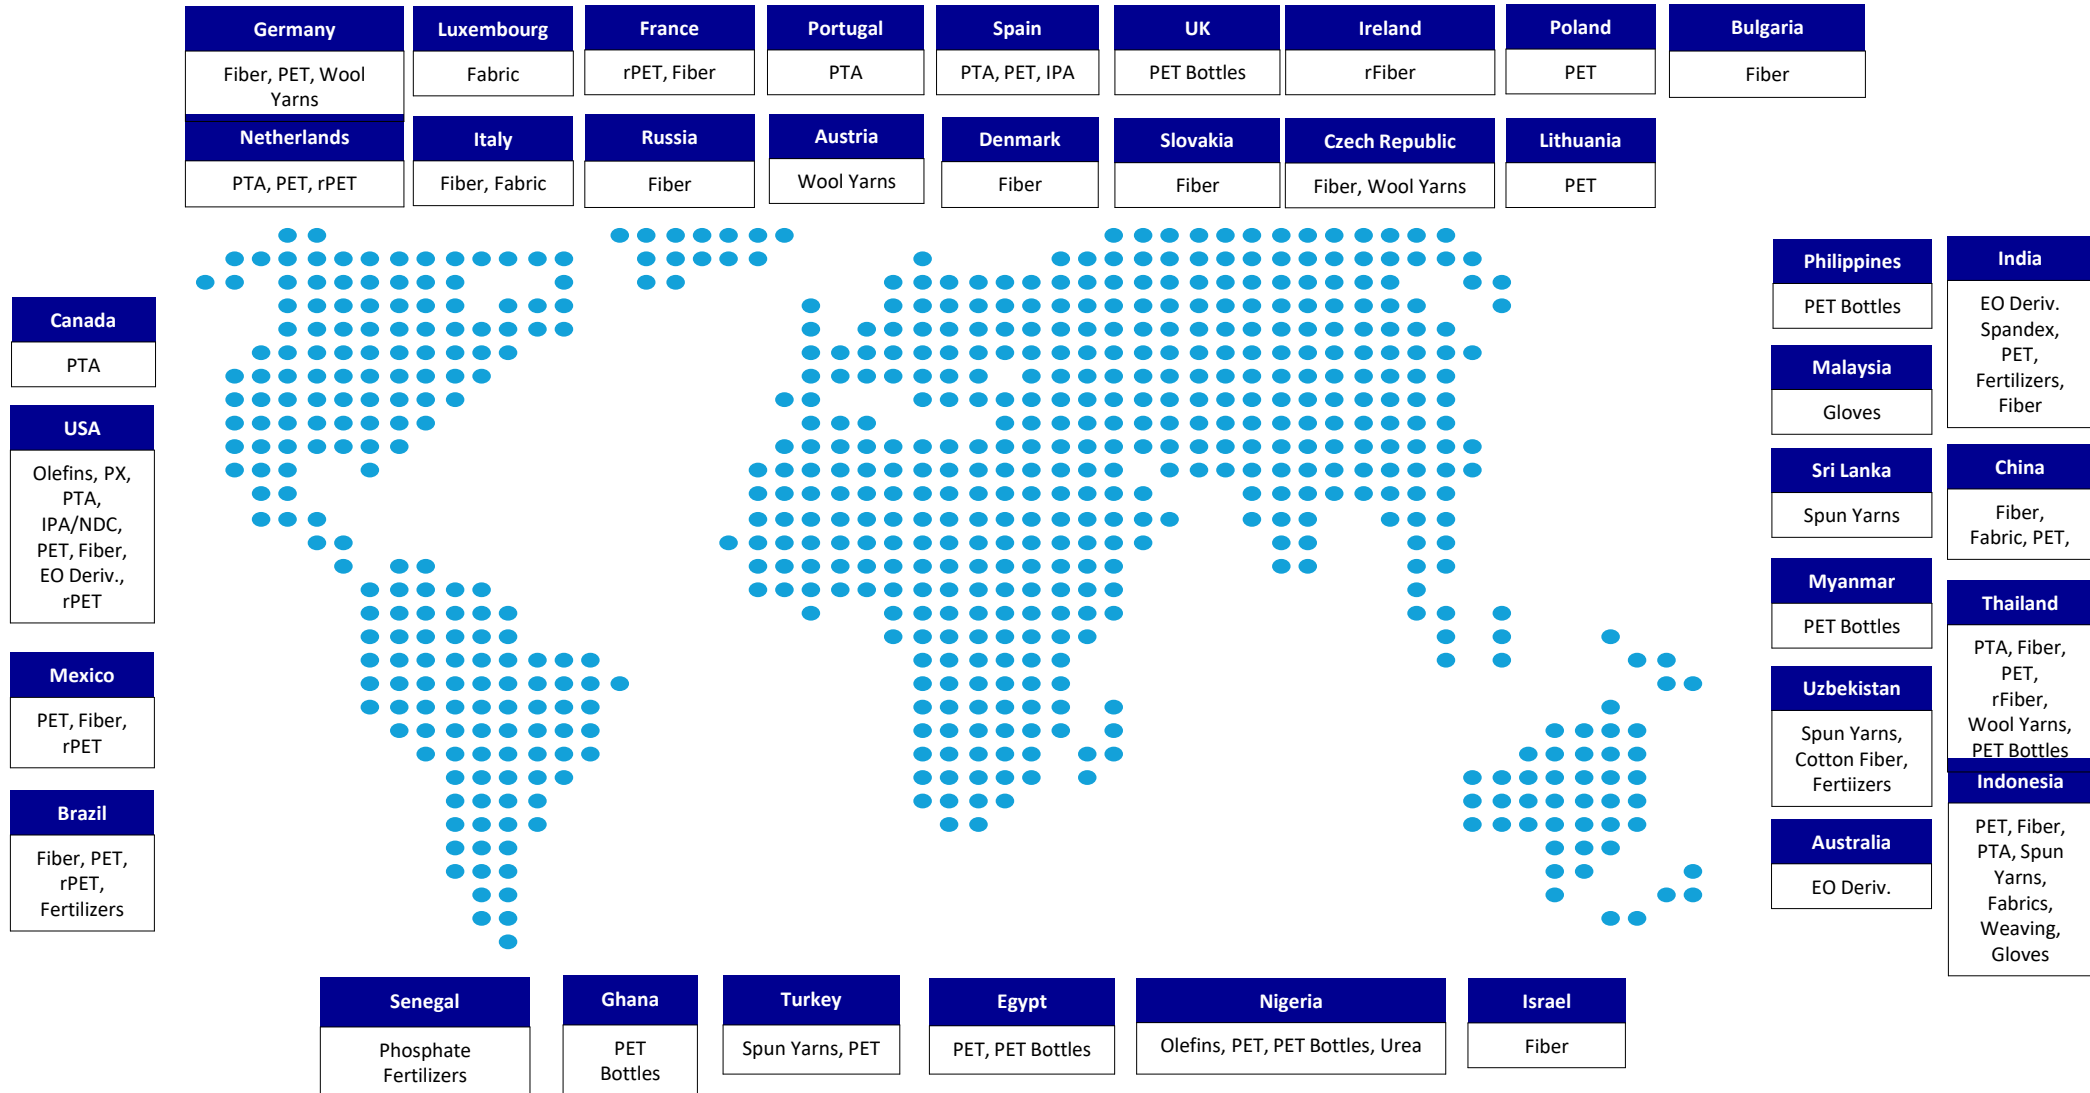 Germany
Fiber, PET, Wool
Yarns
Luxembourg
Fabric
France
rPET, Fiber
Portugal
PTA
Spain
PTA, PET, IPA
UK
PET Bottles
Ireland
rFiber
Poland
PET
Bulgaria
Fiber
Netherlands
PTA, PET, rPET
Italy
Fiber, Fabric
Russia
Fiber
Austria
Wool Yarns
Denmark
Fiber
Slovakia
Fiber
Czech Republic
Fiber, Wool Yarns
Lithuania
PET
Canada
PTA
USA
Olefins, PX,
PTA,
IPA/NDC,
PET, Fiber,
EO Deriv.,
rPET
Mexico
PET, Fiber,
rPET
Brazil
Fiber, PET,
rPET,
Fertilizers
Philippines
PET Bottles
Malaysia
Gloves
Sri Lanka
Spun Yarns
Myanmar
PET Bottles
Uzbekistan
Spun Yarns,
Cotton Fiber,
Fertiizers
Australia
EO Deriv.
India
EO Deriv.
Spandex,
PET,
Fertilizers,
Fiber
China
Fiber,
Fabric, PET,
Thailand
PTA, Fiber,
PET,
rFiber,
Wool Yarns,
PET Bottles
Indonesia
PET, Fiber,
PTA, Spun
Yarns,
Fabrics,
Weaving,
Gloves
Senegal
Phosphate
Fertilizers
Ghana
PET
Bottles
Turkey
Spun Yarns, PET
Egypt
PET, PET Bottles
Nigeria
Olefins, PET, PET Bottles, Urea
Israel
Fiber